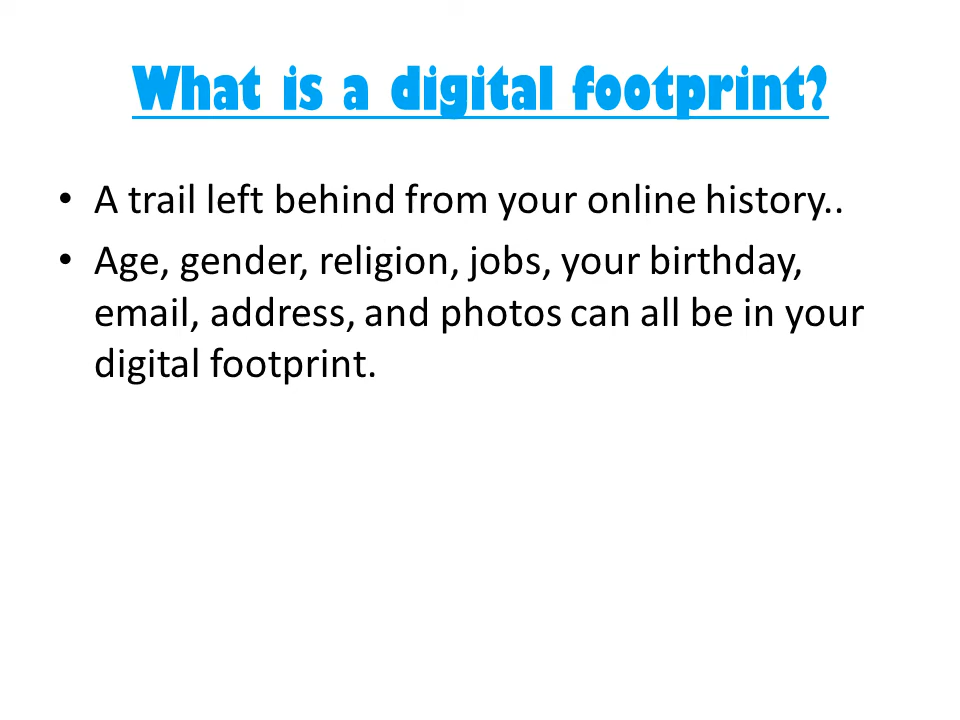 What is a digital footprint?
• A trail left behind from your online history..
• Age, gender, religion, jobs, your birthday,
email, address, and photos can all be in your
digital footprint.